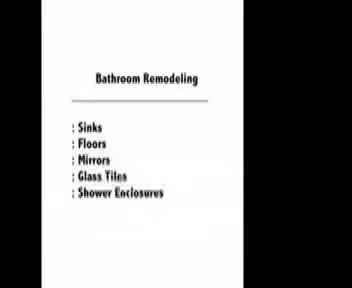 Bathroom Remodeling
: Sinks
: Floors
: Mirrors
: Glass Tiles
: Shower Enclosures